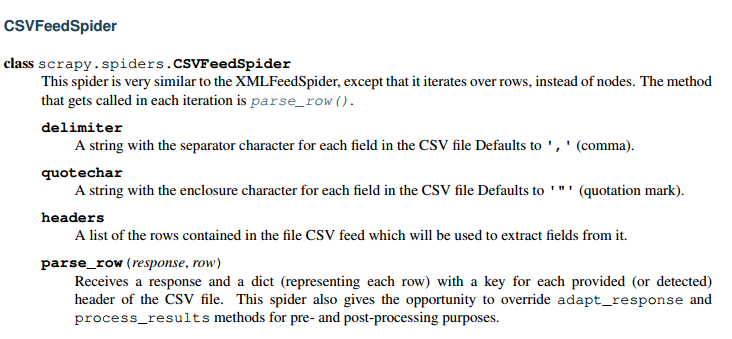 CSVFeedSpider
class scrapy.spiders.CSVFeedSpider
This spider is very similar to the XMLFeedSpider, except that it iterates over rows, instead of nodes. The method
that gets called in each iteration is parse_row().
delimiter
A string with the separator character for each field in the CSV file Defaults to ',' (comma).
quotechar
A string with the enclosure character for each field in the CSV file Defaults to '"' (quotation mark).
headers
A list of the rows contained in the file CSV feed which will be used to extract fields from it.
parse_row(response, row)
Receives a response and a dict (representing each row) with a key for each provided (or detected)
header of the CSV file. This spider also gives the opportunity to override adapt_response and
process_results methods for pre- and post-processing purposes.